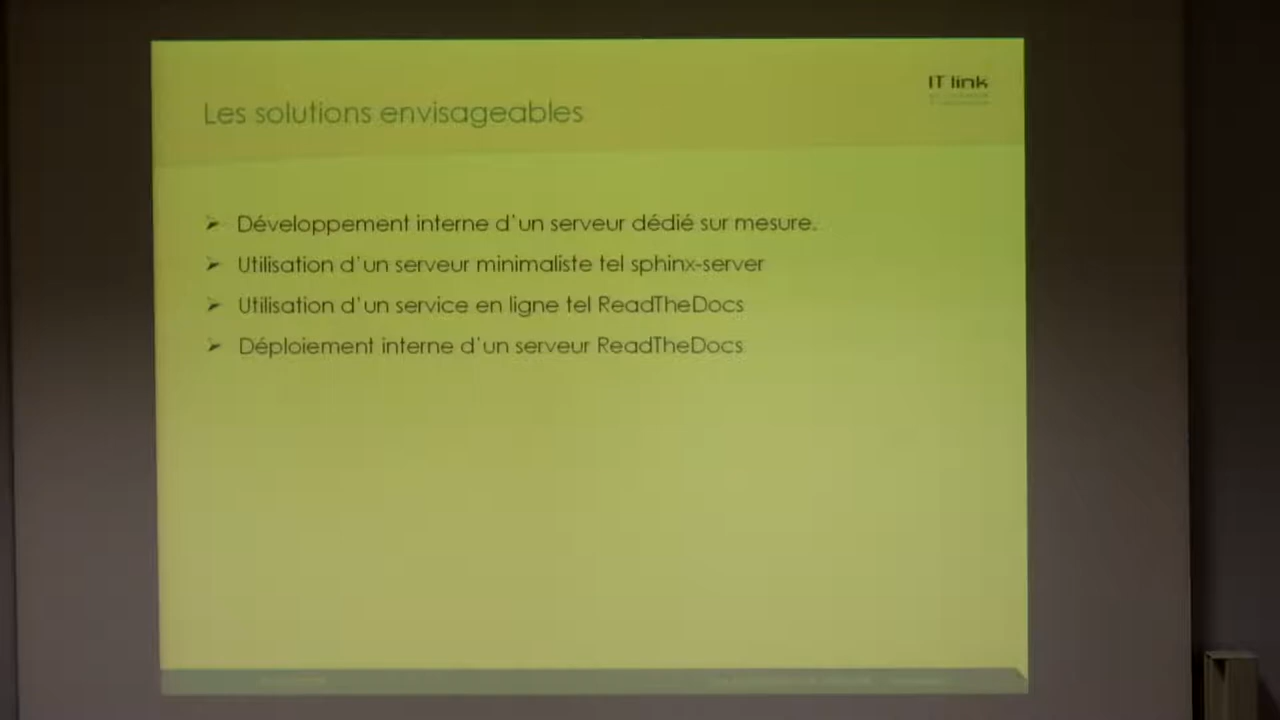 IT link
Les solutions envisageables
➢ Développement interne d'un serveur dédié sur mesure.
➢ Utilisation d'un serveur minimaliste tel sphinx-server
➢ Utilisation d'un service en ligne tel ReadTheDocs
➢ Déploiement interne d'un serveur ReadTheDocs